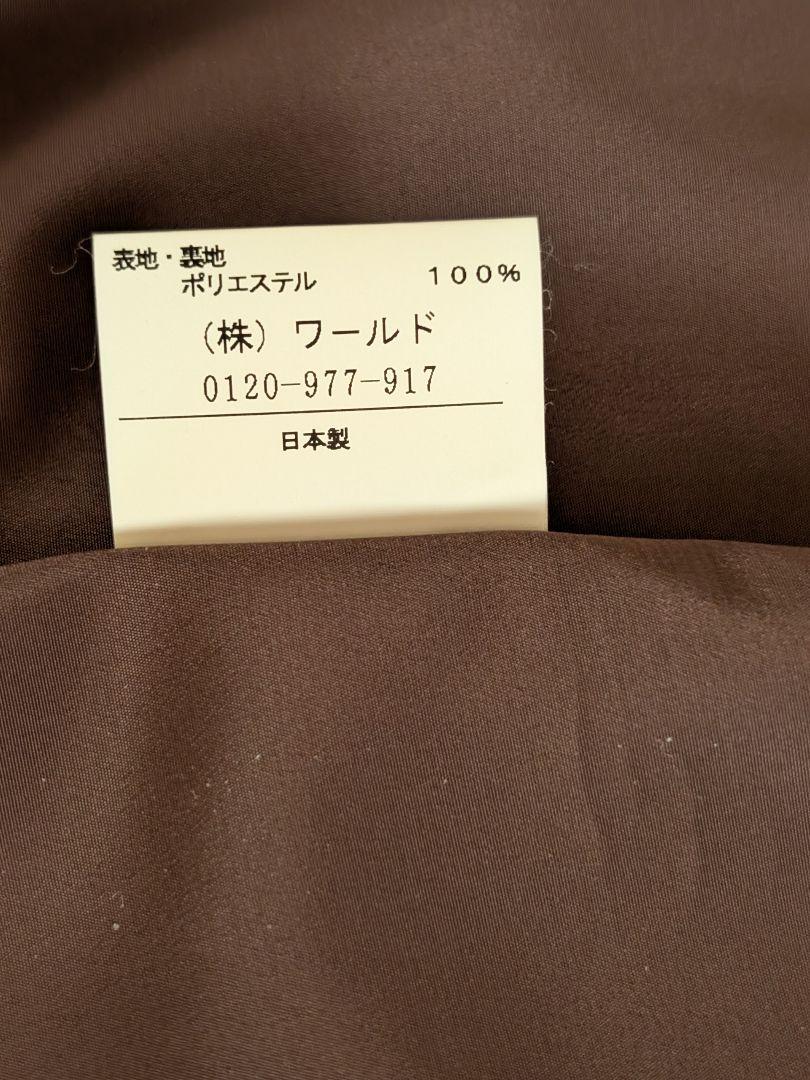 表地・裏地
ポリエステル 100%
(株) ワールド
0120-977-917
日本製